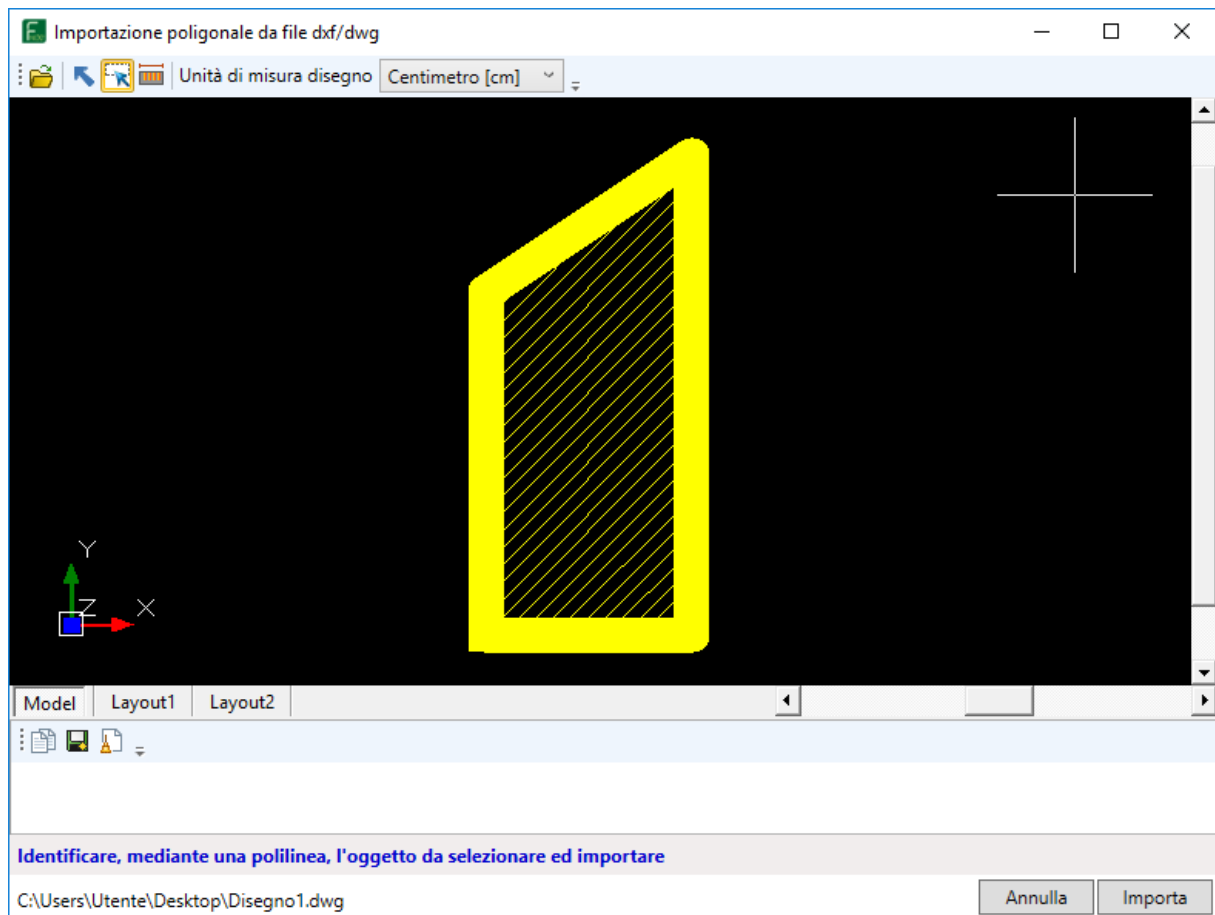 Importazione poligonale da file dxf/dwg
Unità di misura disegno Centimetro [cm]
Y
Z X
Model Layout1 Layout2
Identificare, mediante una polilinea, l'oggetto da selezionare ed importare
C:\Users\Utente\Desktop\Disegno1.dwg Annulla Importa